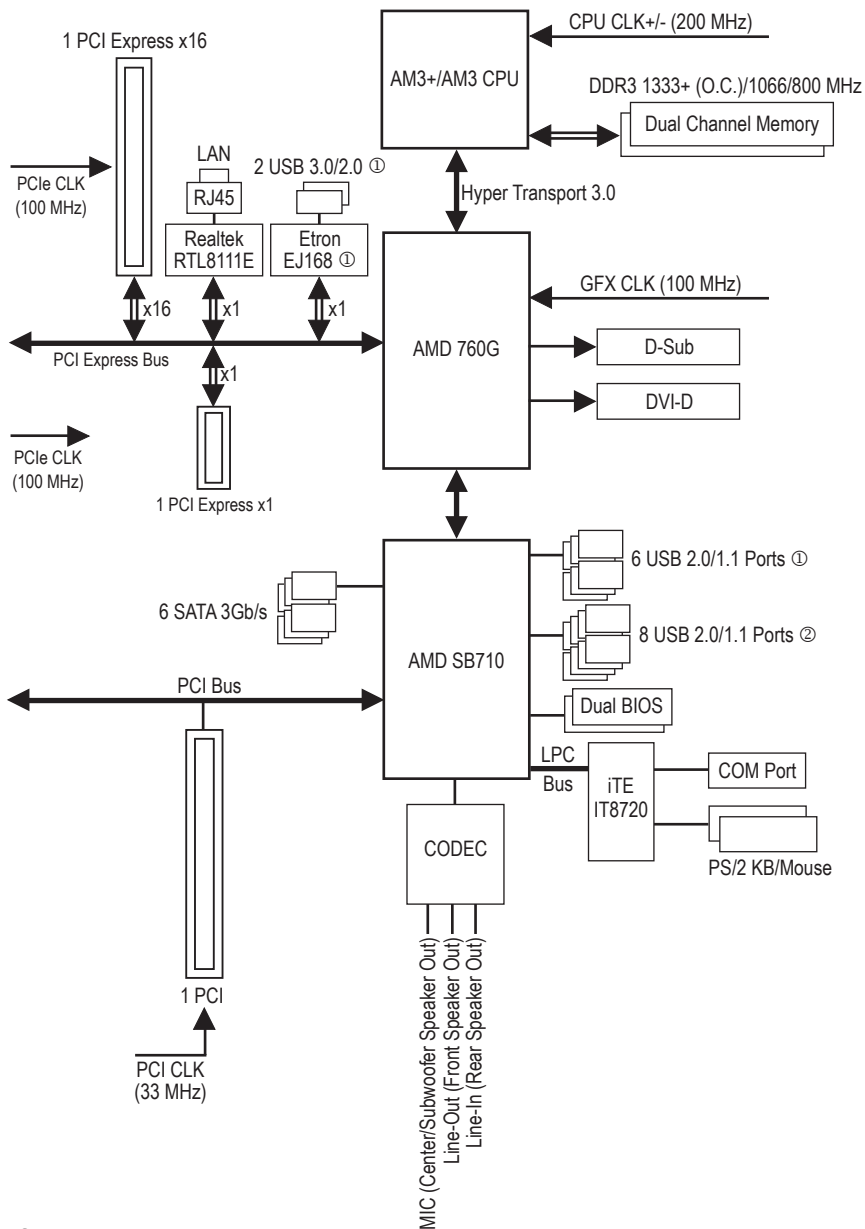 1 PCI Express x16
CPU CLK+/- (200 MHz)
AM3+/AM3 CPU
DDR3 1333+ (O.C.)/1066/800 MHz
Dual Channel Memory
PCIe CLK
(100 MHz)
LAN
RJ45
Realtek
RTL8111E
2 USB 3.0/2.0 ①
Etron
EJ168 ①
Hyper Transport 3.0
x16
x1
x1
PCI Express Bus
x1
AMD 760G
GFX CLK (100 MHz)
D-Sub
DVI-D
PCIe CLK
(100 MHz)
1 PCI Express x1
6 SATA 3Gb/s
AMD SB710
6 USB 2.0/1.1 Ports ①
8 USB 2.0/1.1 Ports ②
Dual BIOS
PCI Bus
LPC
Bus
iTE
IT8720
COM Port
PS/2 KB/Mouse
CODEC
1 PCI
PCI CLK
(33 MHz)
MIC (Center/Subwoofer Speaker Out)
Line-Out (Front Speaker Out)
Line-In (Rear Speaker Out)